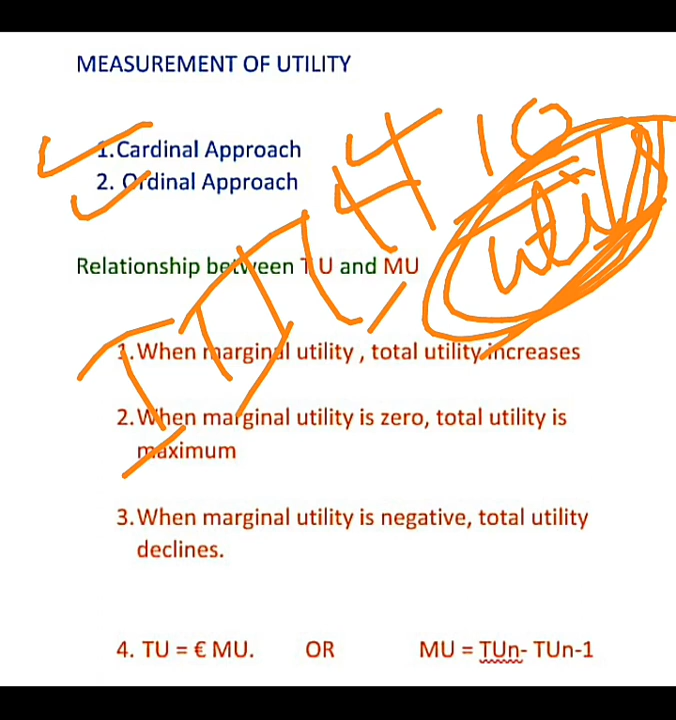 MEASUREMENT OF UTILITY
1.Cardinal Approach
2. Ordinal Approach
Relationship between TU and MU
1.When marginal utility , total utility increases
2.When marginal utility is zero, total utility is
maximum
3.When marginal utility is negative, total utility
declines.
4. TU = € MU. OR MU = TUn- TUn-1